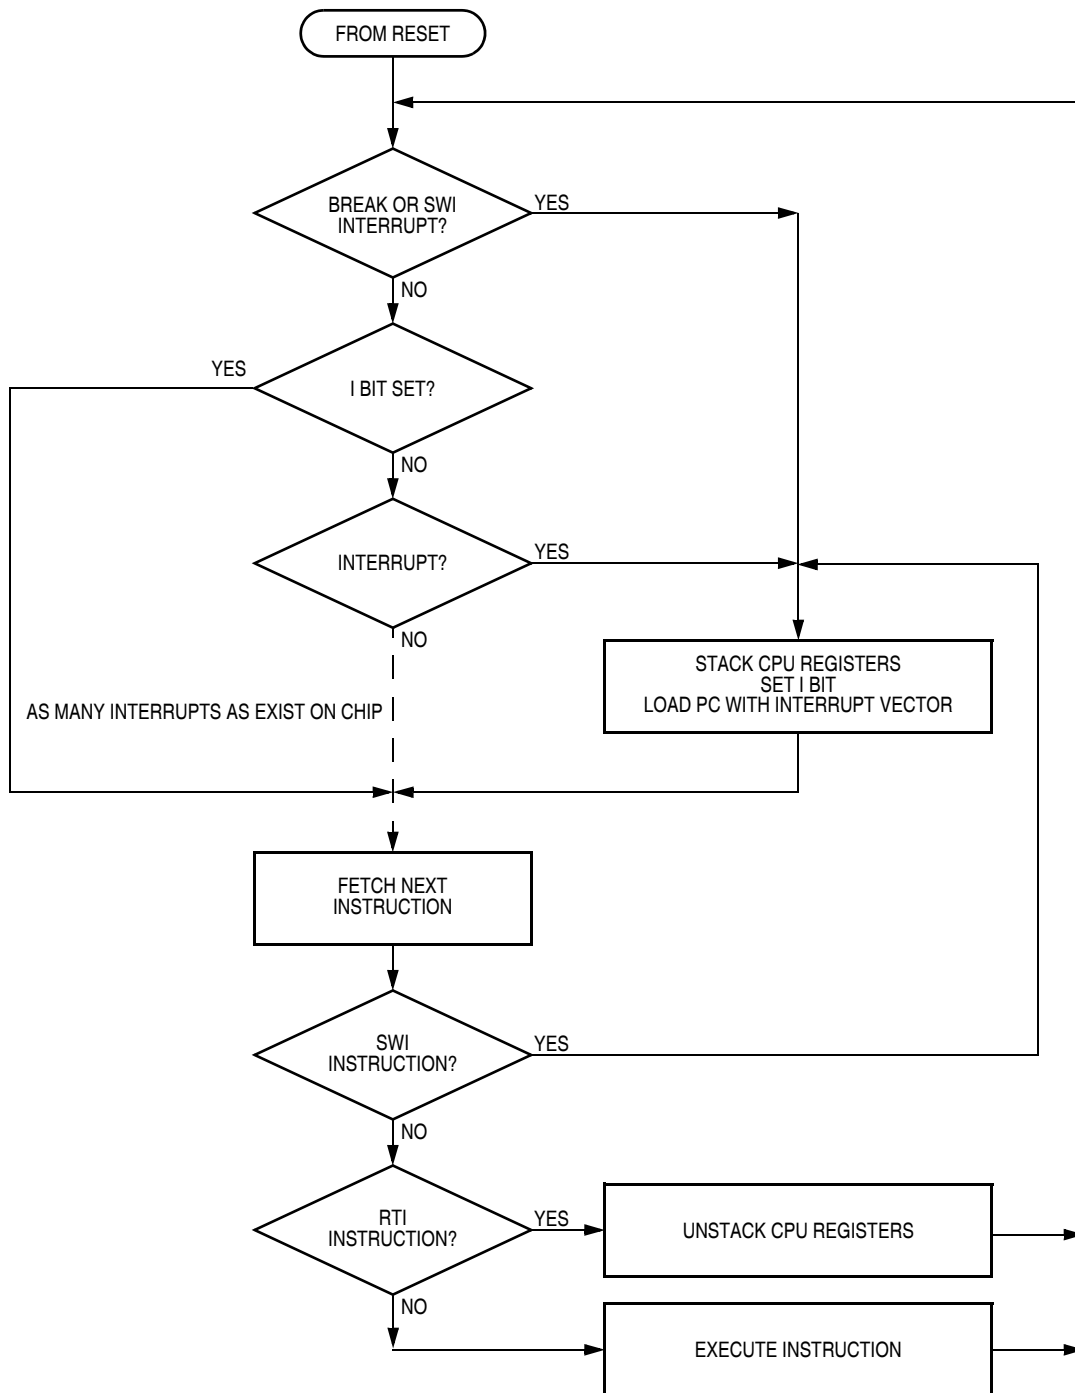 FROM RESET
BREAK OR SWI
INTERRUPT?
YES
NO
YES
I BIT SET?
NO
INTERRUPT?
YES
NO
STACK CPU REGISTERS
SET I BIT
LOAD PC WITH INTERRUPT VECTOR
AS MANY INTERRUPTS AS EXIST ON CHIP
FETCH NEXT
INSTRUCTION
SWI
INSTRUCTION?
YES
NO
RTI
INSTRUCTION?
YES
UNSTACK CPU REGISTERS
NO
EXECUTE INSTRUCTION